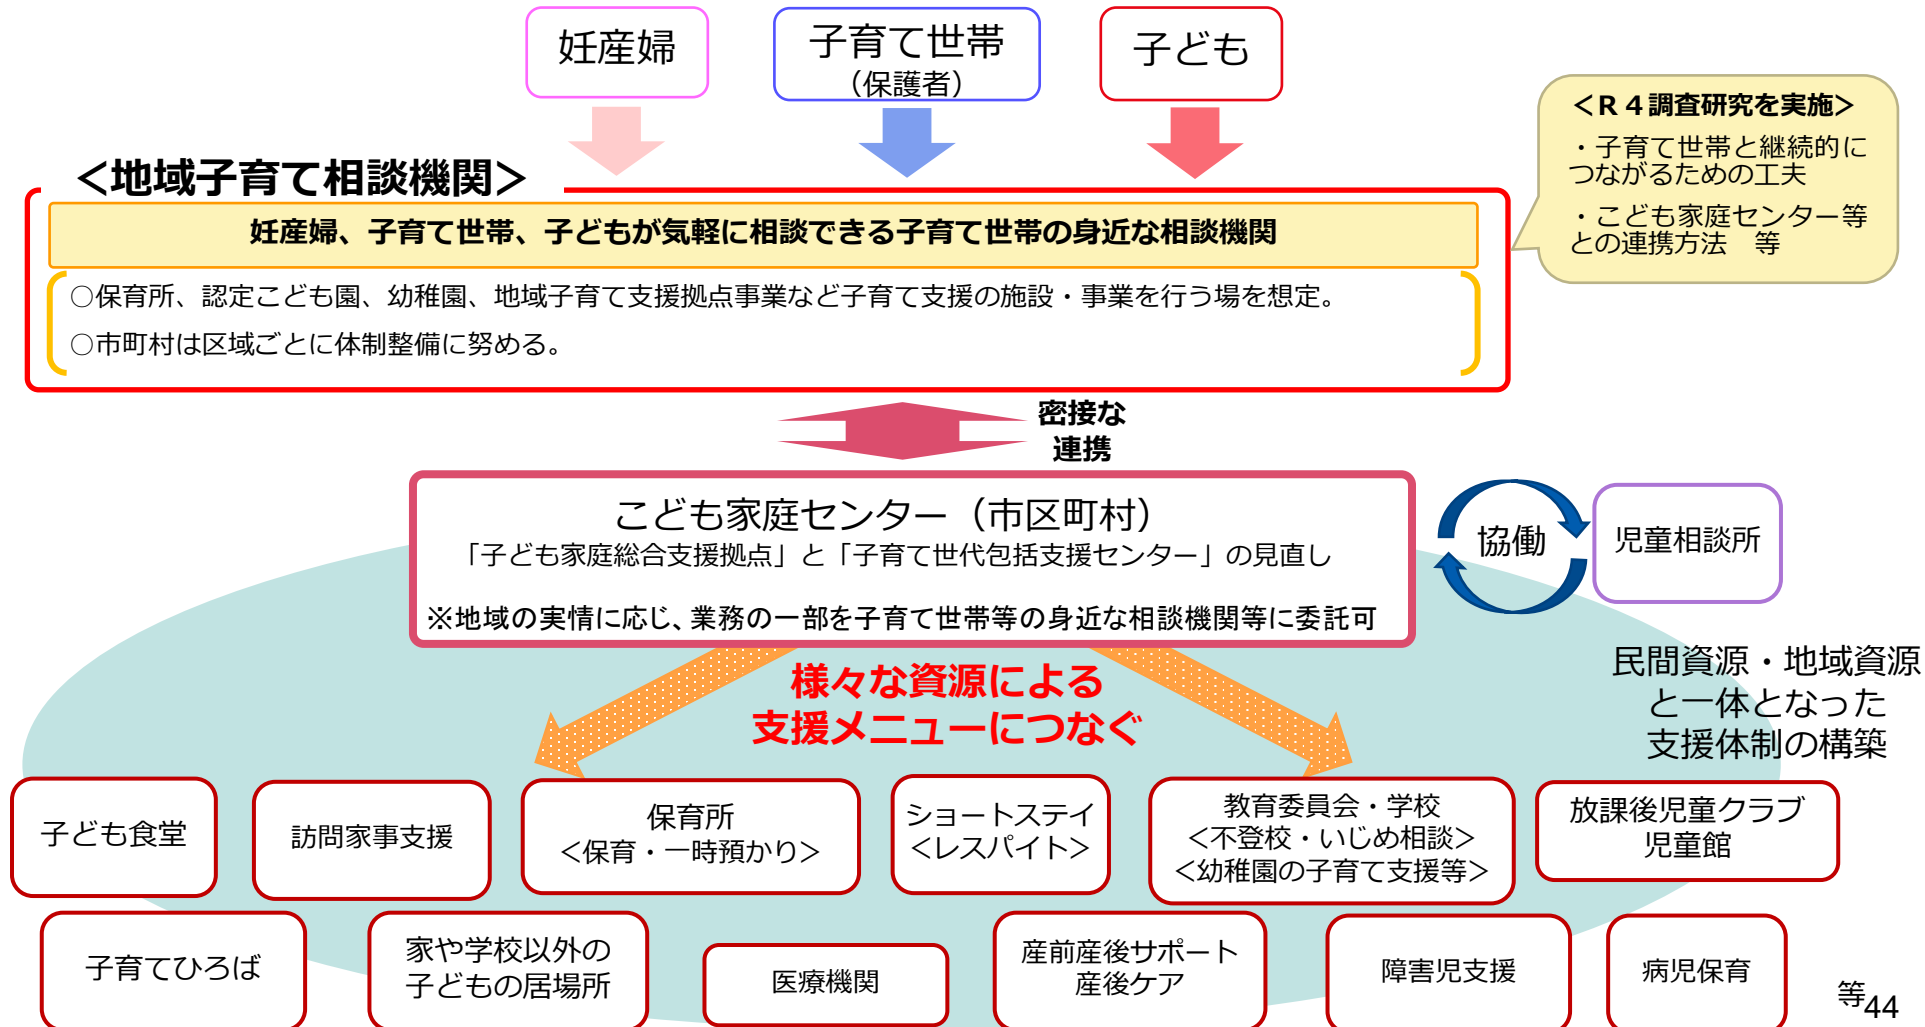 妊産婦
子育て世帯
（保護者）
子ども
＜Ｒ４調査研究を実施＞
・子育て世帯と継続的に
つながるための工夫
・こども家庭センター等
との連携方法　等
＜地域子育て相談機関＞
妊産婦、子育て世帯、子どもが気軽に相談できる子育て世帯の身近な相談機関
○保育所、認定こども園、幼稚園、地域子育て支援拠点事業など子育て支援の施設・事業を行う場を想定。
○市町村は区域ごとに体制整備に努める。
密接な
連携
こども家庭センター（市区町村）
「子ども家庭総合支援拠点」と「子育て世代包括支援センター」の見直し
※地域の実情に応じ、業務の一部を子育て世帯等の身近な相談機関等に委託可
協働
児童相談所
様々な資源による
支援メニューにつなぐ
民間資源・地域資源
と一体となった
支援体制の構築
子ども食堂
訪問家事支援
保育所
＜保育・一時預かり＞
ショートステイ
＜レスパイト＞
教育委員会・学校
＜不登校・いじめ相談＞
＜幼稚園の子育て支援等＞
放課後児童クラブ
児童館
子育てひろば
家や学校以外の
子どもの居場所
医療機関
産前産後サポート
産後ケア
障害児支援
病児保育
等
44